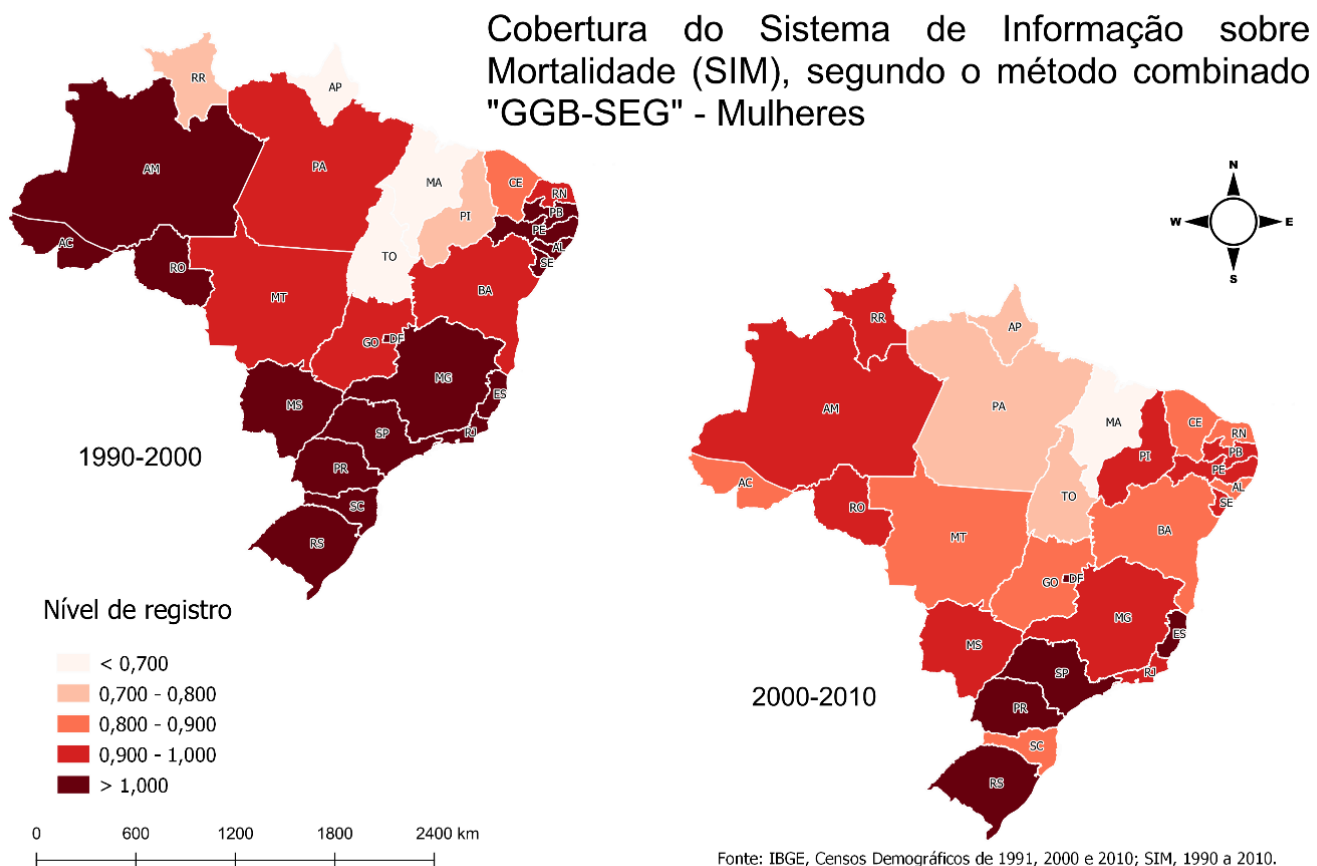 Cobertura do Sistema de Informação sobre
Mortalidade (SIM), segundo o método combinado
"GGB-SEG" - Mulheres
RR
AP
AM
PA
MA
CE
RN
PB
PI
PE
AL
SE
AC
RO
TO
BA
MT
GO
DF
MG
ES
MS
SP
RJ
PR
SC
RS
1990-2000
N
W
E
S
RR
AP
AM
PA
MA
CE
RN
PB
PI
PE
AL
SE
AC
RO
TO
BA
MT
GO
DF
MG
ES
MS
SP
RJ
PR
SC
RS
2000-2010
Nível de registro
< 0,700
0,700 - 0,800
0,800 - 0,900
0,900 - 1,000
> 1,000
0 600 1200 1800 2400 km
Fonte: IBGE, Censos Demográficos de 1991, 2000 e 2010; SIM, 1990 a 2010.